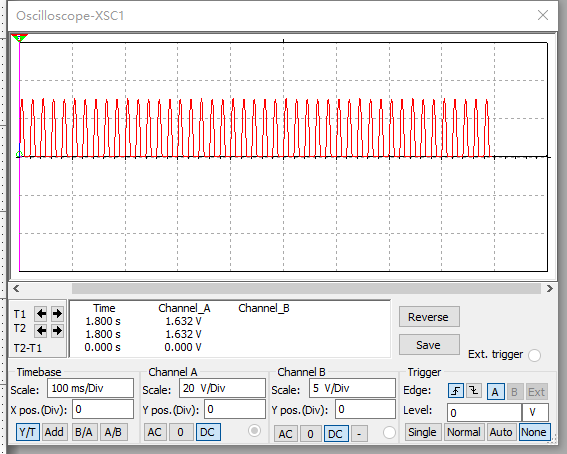 Oscilloscope-XSC1
Time Channel_A Channel_B
T1 1.800 s 1.632 V
T2 1.800 s 1.632 V
T2-T1 0.000 s 0.000 V
Reverse
Save
Ext. trigger
Timebase Channel A Channel B Trigger
Scale: 100 ms/Div Scale: 20 V/Div Scale: 5 V/Div Edge: A B Ext
X pos.(Div): 0 Y pos.(Div): 0 Y pos.(Div): 0 Level: 0 V
Y/T Add B/A A/B AC 0 DC AC 0 DC - Single Normal Auto None